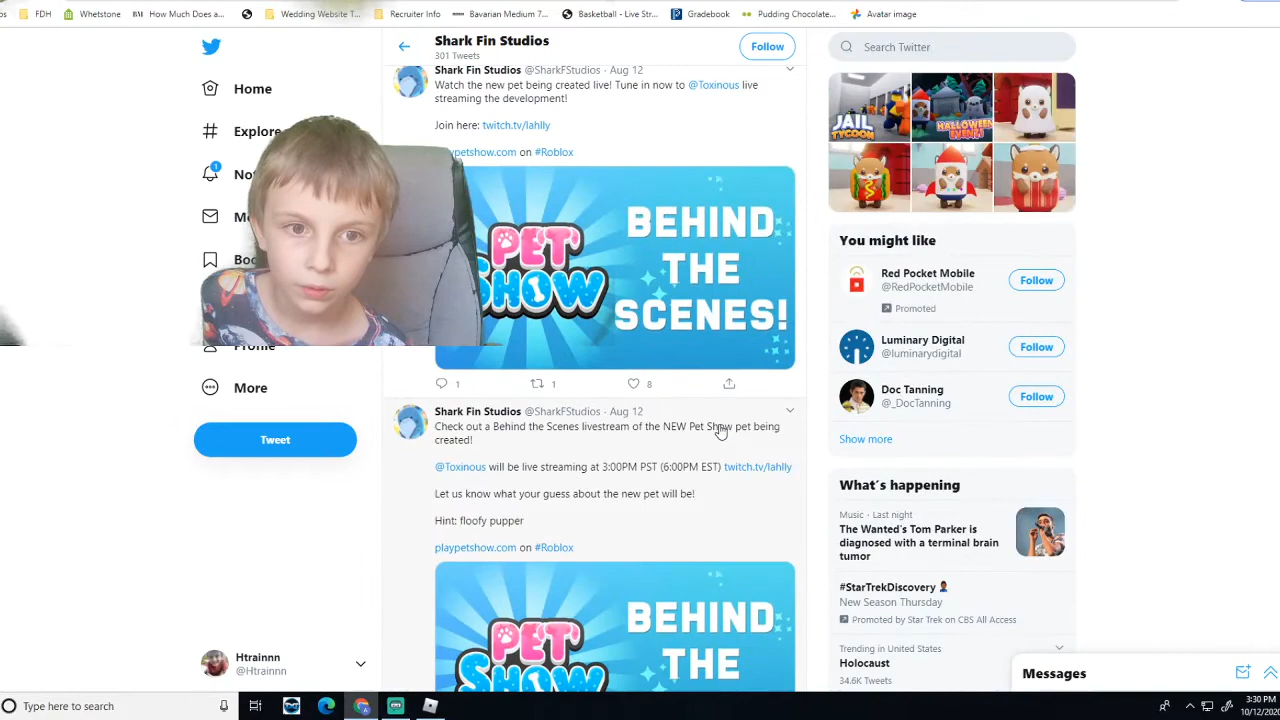 FDH
Whetstone
How Much Does a...
Wedding Website T...
Recruiter Info
Bavarian Medium 7...
Basketball - Live Str...
Gradebook
Pudding Chocolate...
Avatar image
Home
Explore
More
Tweet
Htrainnn
@Htrainnn
Shark Fin Studios
301 Tweets
Follow
Shark Fin Studios @SharkFStudios · Aug 12
Watch the new pet being created live! Tune in now to @Toxinous live
streaming the development!
Join here: twitch.tv/lahlly
on #Roblox
PET
SHOW
BEHIND
THE
SCENES!
1 1 8
Shark Fin Studios @SharkFStudios · Aug 12
Check out a Behind the Scenes livestream of the NEW Pet Show pet being
created!
@Toxinous will be live streaming at 3:00PM PST (6:00PM EST) twitch.tv/lahlly
Let us know what your guess about the new pet will be!
Hint: floofy pupper
playpetshow.com on #Roblox
PET
SHOW
BEHIND
THE
Search Twitter
JAIL
TYCOON
HALLOWEEN
EVENT!
You might like
Red Pocket Mobile
@RedPocketMobile
Promoted
Follow
Luminary Digital
@luminarydigital
Follow
Doc Tanning
@_DocTanning
Follow
Show more
What's happening
Music · Last night
The Wanted's Tom Parker is
diagnosed with a terminal brain
tumor
#StarTrekDiscovery
New Season Thursday
Promoted by Star Trek on CBS All Access
Trending in United States
Holocaust
34.6K Tweets
Messages
Type here to search
3:30 PM